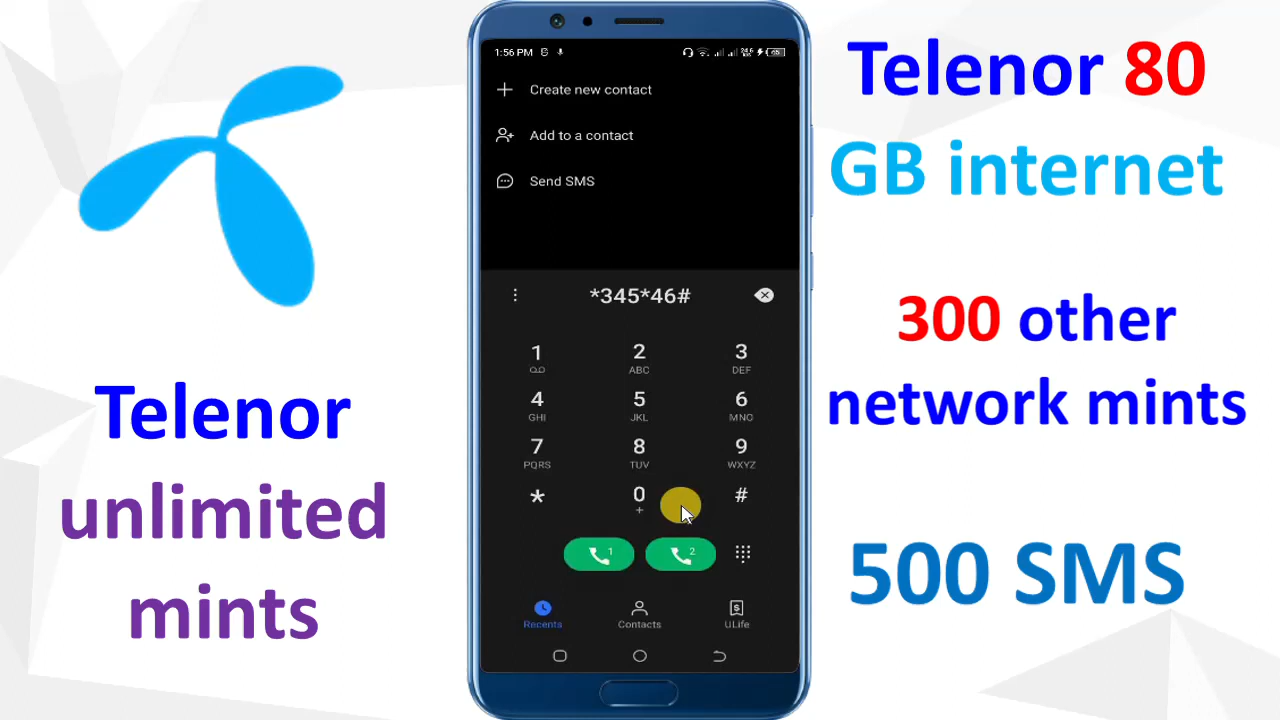 Telenor
unlimited
mints
1:56 PM
Create new contact
Add to a contact
Send SMS
*345*46#
1
2 ABC
3 DEF
4 GHI
5 JKL
6 MNO
7 PQRS
8 TUV
9 WXYZ
*
0 +
#
1
2
Recents
Contacts
ULife
Telenor 80
GB internet
300 other
network mints
500 SMS